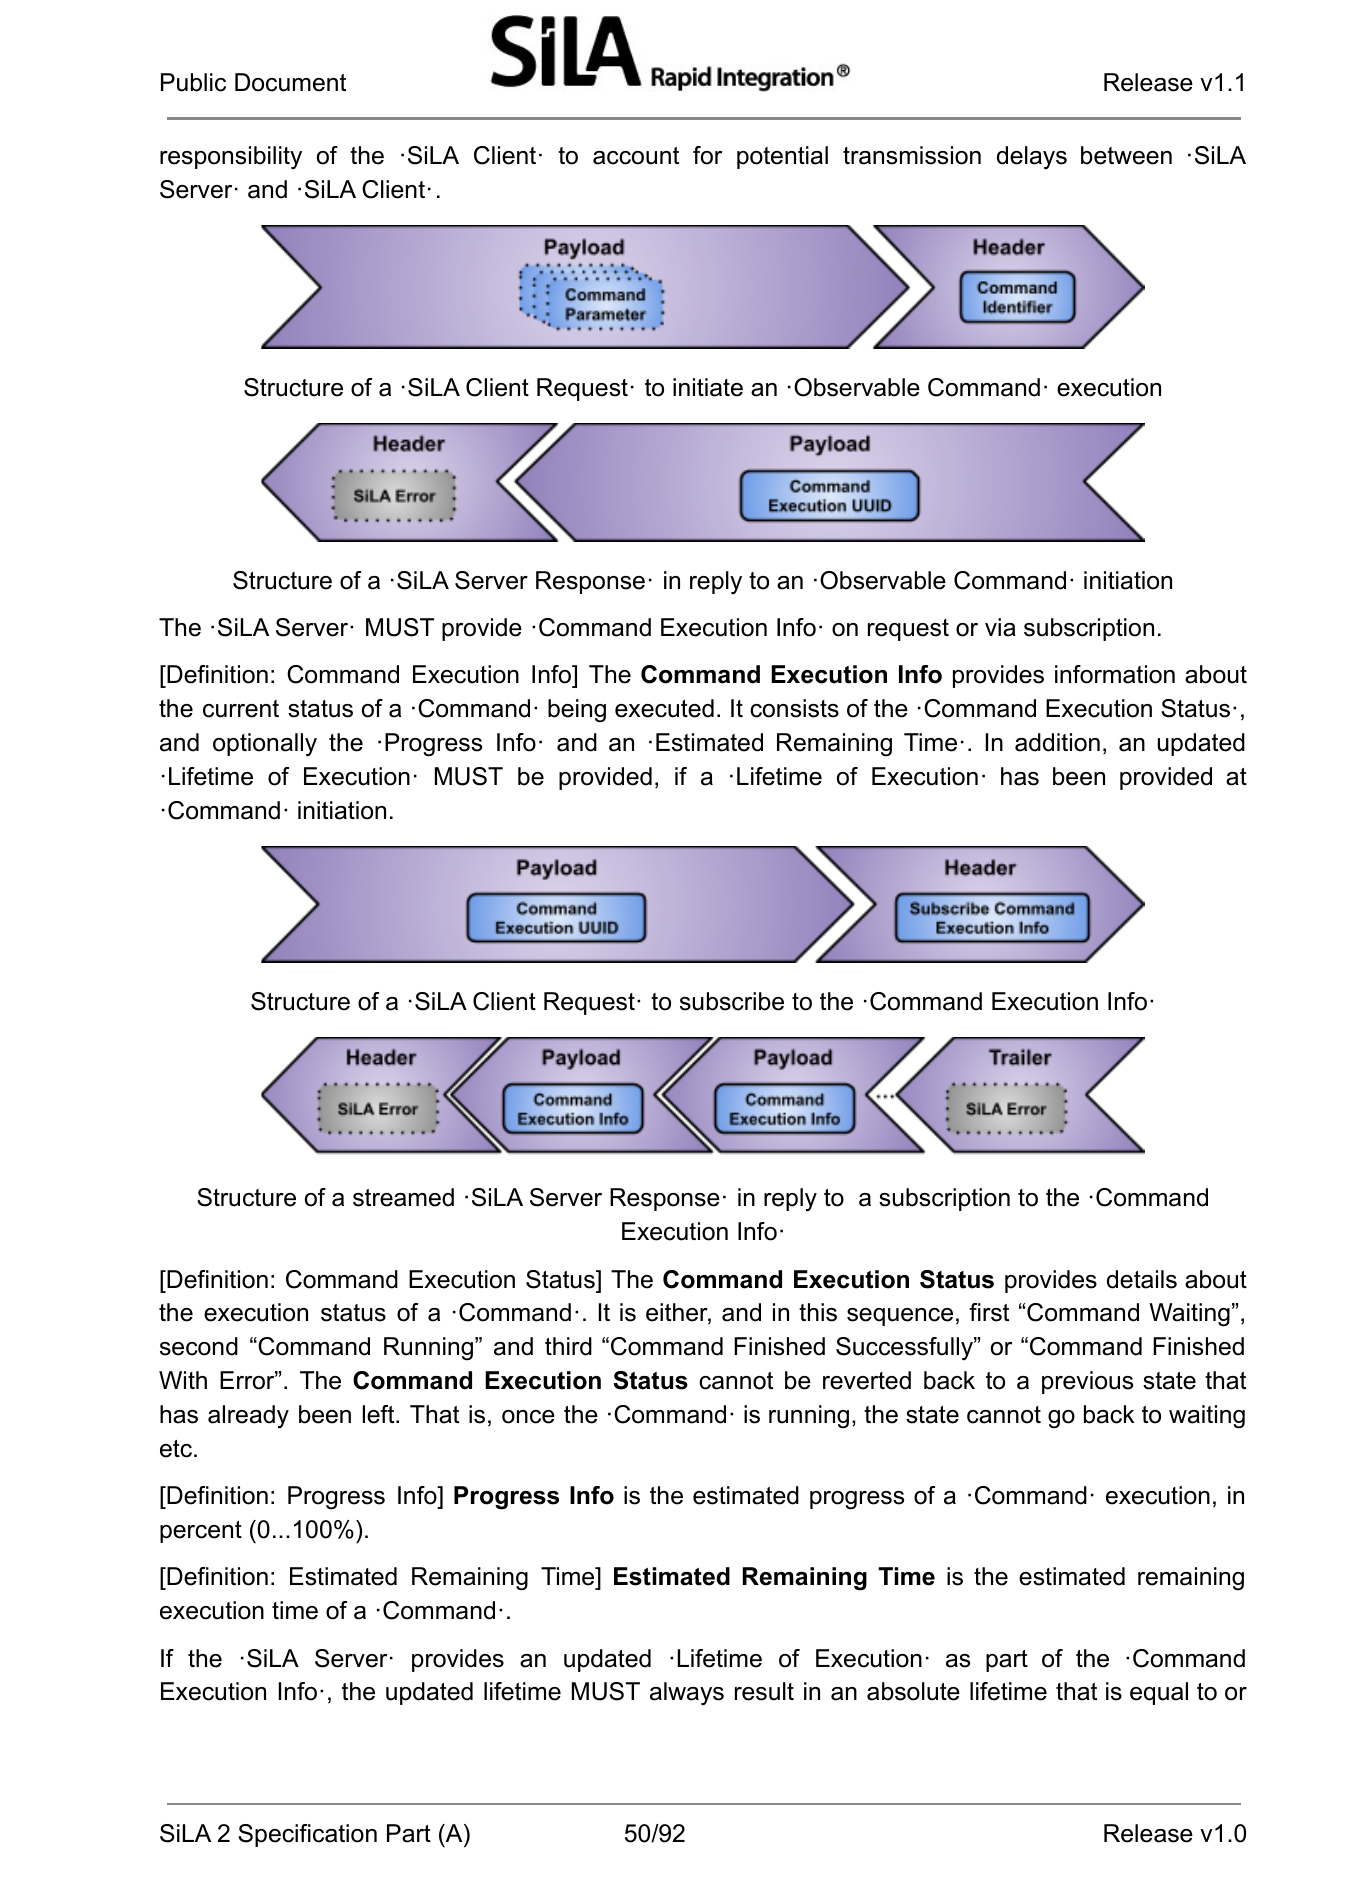 SiLA Rapid Integration®
Public Document
Release v1.1
responsibility of the ·SiLA Client· to account for potential transmission delays between ·SiLA
Server· and ·SiLA Client·.
Payload
Command
Parameter
Header
Command
Identifier
Structure of a ·SiLA Client Request· to initiate an ·Observable Command· execution
Header
SiLA Error
Payload
Command
Execution UUID
Structure of a ·SiLA Server Response· in reply to an ·Observable Command· initiation
The ·SiLA Server· MUST provide ·Command Execution Info· on request or via subscription.
[Definition: Command Execution Info] The Command Execution Info provides information about
the current status of a ·Command· being executed. It consists of the ·Command Execution Status·,
and optionally the ·Progress Info· and an ·Estimated Remaining Time·. In addition, an updated
·Lifetime of Execution· MUST be provided, if a ·Lifetime of Execution· has been provided at
·Command· initiation.
Payload
Command
Execution UUID
Header
Subscribe Command
Execution Info
Structure of a ·SiLA Client Request· to subscribe to the ·Command Execution Info·
Header
SiLA Error
Payload
Command
Execution Info
Payload
Command
Execution Info
...
Trailer
SiLA Error
Structure of a streamed ·SiLA Server Response· in reply to a subscription to the ·Command
Execution Info·
[Definition: Command Execution Status] The Command Execution Status provides details about
the execution status of a ·Command·. It is either, and in this sequence, first “Command Waiting”,
second “Command Running” and third “Command Finished Successfully” or “Command Finished
With Error”. The Command Execution Status cannot be reverted back to a previous state that
has already been left. That is, once the ·Command· is running, the state cannot go back to waiting
etc.
[Definition: Progress Info] Progress Info is the estimated progress of a ·Command· execution, in
percent (0...100%).
[Definition: Estimated Remaining Time] Estimated Remaining Time is the estimated remaining
execution time of a ·Command·.
If the ·SiLA Server· provides an updated ·Lifetime of Execution· as part of the ·Command
Execution Info·, the updated lifetime MUST always result in an absolute lifetime that is equal to or
SiLA 2 Specification Part (A)
50/92
Release v1.0